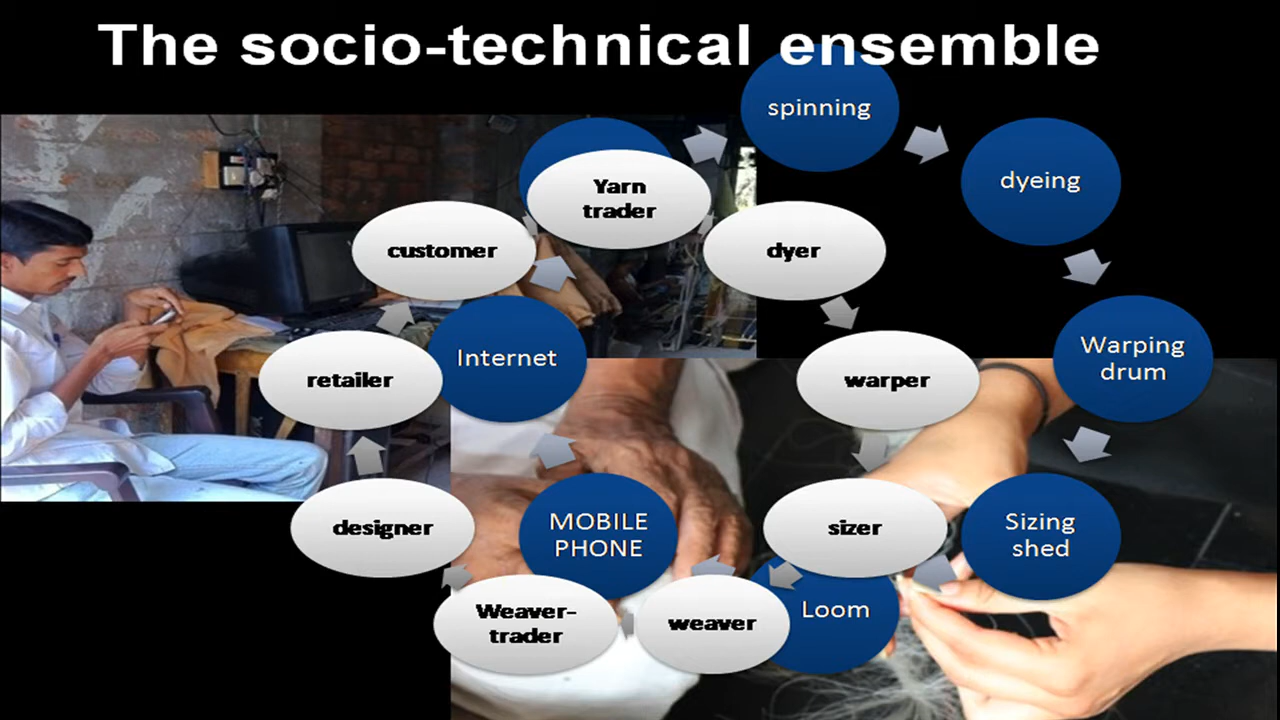 The socio-technical ensemble
spinning
Yarn
trader
dyeing
customer
dyer
Internet
Warping
drum
retailer
warper
designer
MOBILE
PHONE
sizer
Sizing
shed
Weaver-
trader
weaver
Loom